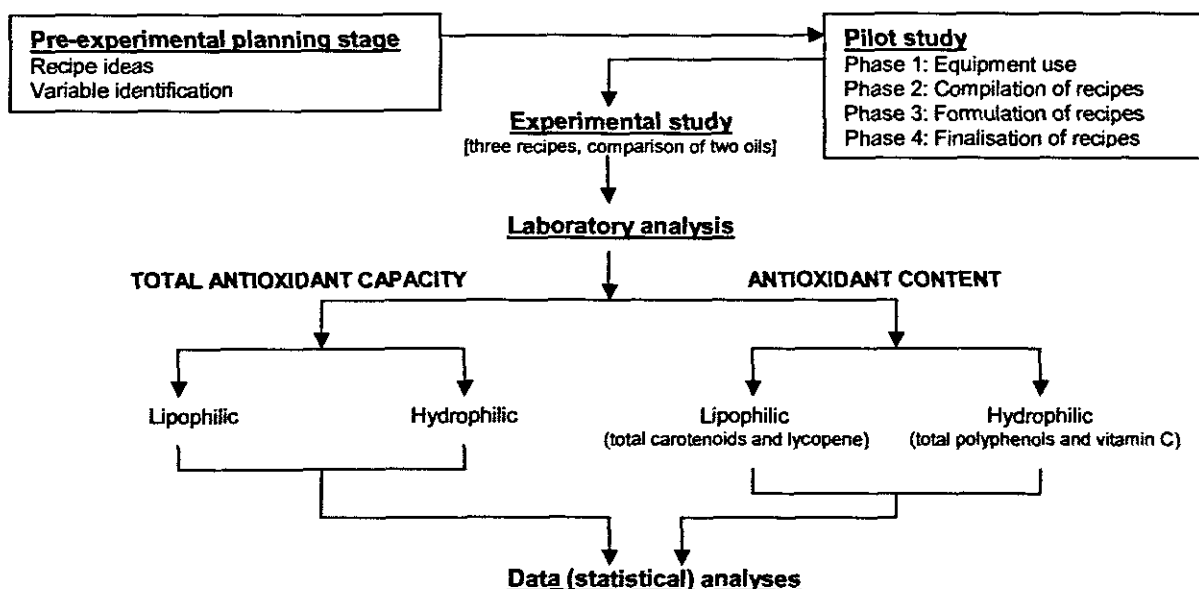 Pre-experimental planning stage
Recipe ideas
Variable identification
Pilot study
Phase 1: Equipment use
Phase 2: Compilation of recipes
Phase 3: Formulation of recipes
Phase 4: Finalisation of recipes
Experimental study
[three recipes, comparison of two oils]
Laboratory analysis
TOTAL ANTIOXIDANT CAPACITY
ANTIOXIDANT CONTENT
Lipophilic
Hydrophilic
Lipophilic
(total carotenoids and lycopene)
Hydrophilic
(total polyphenols and vitamin C)
Data (statistical) analyses